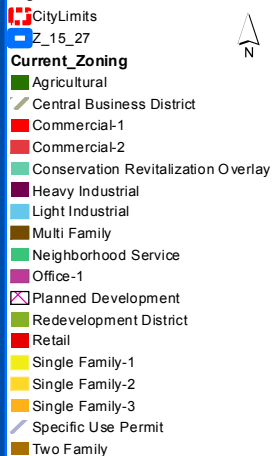 CityLimits
Z_15_27
N
Current_Zoning
Agricultural
Central Business District
Commercial-1
Commercial-2
Conservation Revitalization Overlay
Heavy Industrial
Light Industrial
Multi Family
Neighborhood Service
Office-1
Planned Development
Redevelopment District
Retail
Single Family-1
Single Family-2
Single Family-3
Specific Use Permit
Two Family